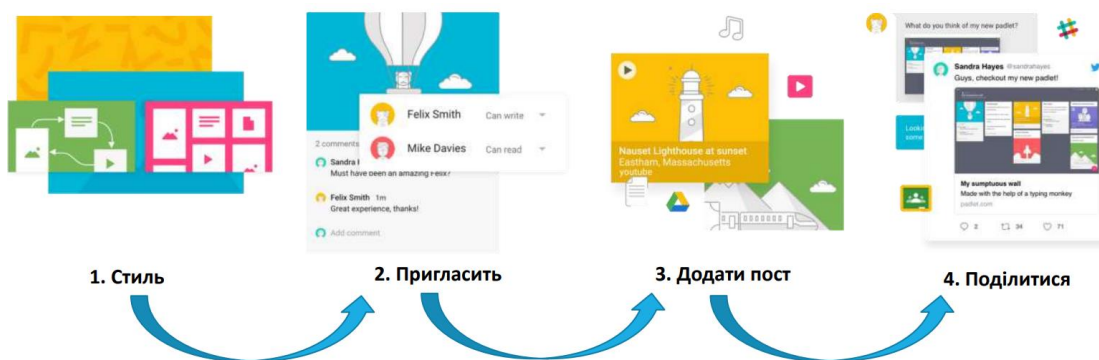 What do you think of my new padlet?
Sandra Hayes @sandrahayes
Guys, checkout my new padlet!
Felix Smith Can write
Mike Davies Can read
2 comments
Sandra
Must have been an amazing Felix?
Felix Smith 1m
Great experience, thanks!
Add comment
Nauset Lighthouse at sunset
Eastham, Massachusetts
youtube
some
My sumptuous wall
Made with the help of a typing monkey
padlet.com
2 34 71
1. Стиль
2. Пригласить
3. Додати пост
4. Поділитися